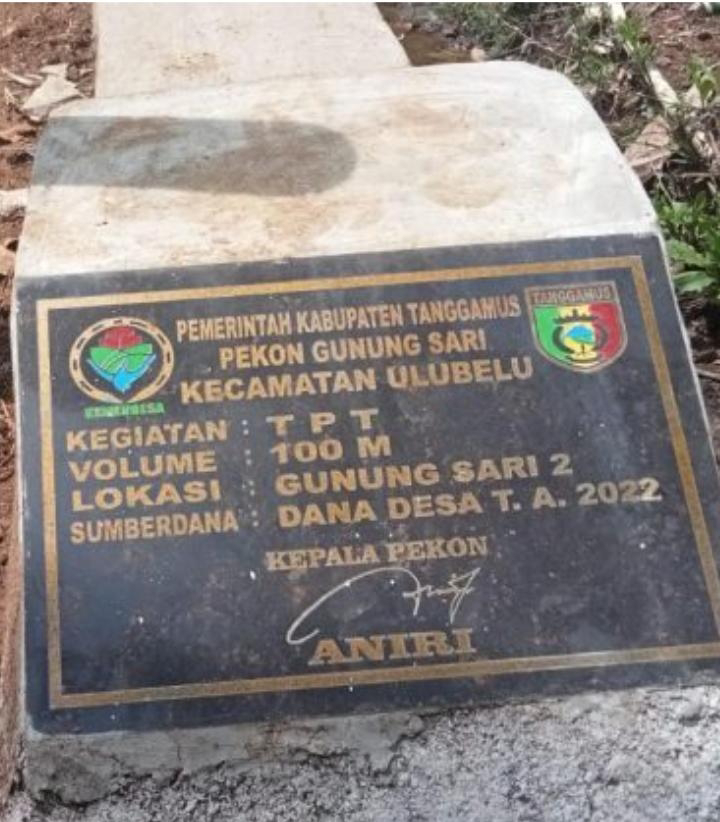 PEMERINTAH KABUPATEN TANGGAMUS
PEKON GUNUNG SARI
KECAMATAN ULUBELU
TANGGAMUS
KEMENDESA
KEGIATAN : T P T
VOLUME : 100 M
LOKASI : GUNUNG SARI 2
SUMBERDANA : DANA DESA T. A. 2022
KEPALA PEKON
ANIRI